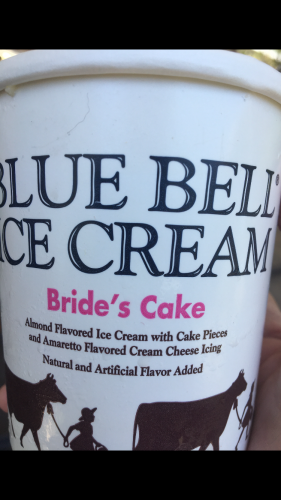 BLUE BELL®
ICE CREAM
Bride's Cake
Almond Flavored Ice Cream with Cake Pieces
and Amaretto Flavored Cream Cheese Icing
Natural and Artificial Flavor Added